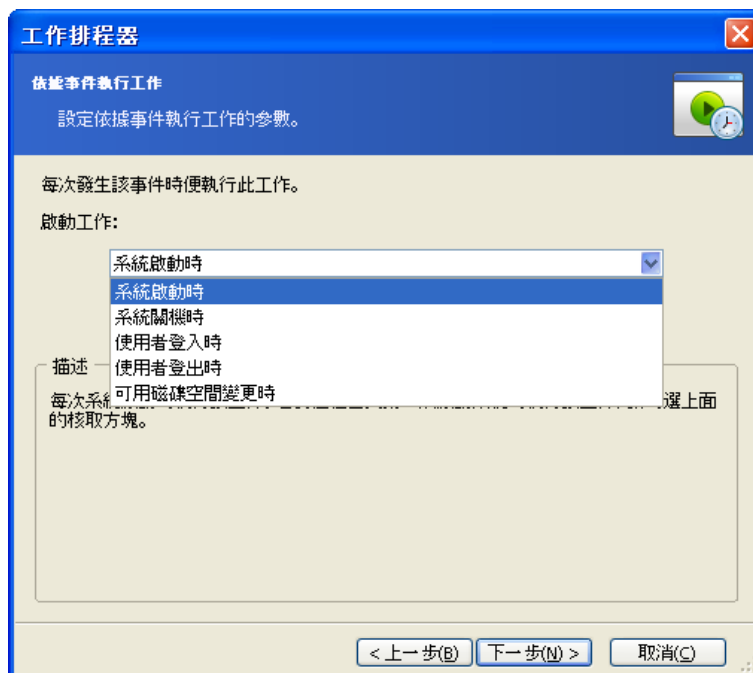 工作排程器
依據事件執行工作
設定依據事件執行工作的參數。
每次發生該事件時便執行此工作。
啟動工作:
系統啟動時
系統啟動時
系統關機時
使用者登入時
使用者登出時
可用磁碟空間變更時
描述
每次系 選上面
的核取方塊。
< 上一步(B)
下一步(N) >
取消(C)